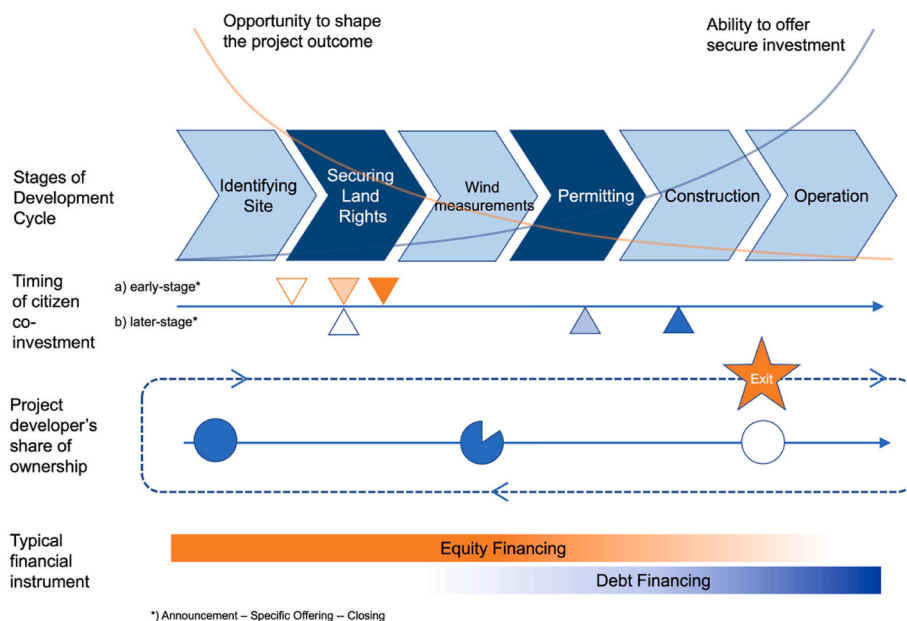 Opportunity to shape
the project outcome
Ability to offer
secure investment
Stages of
Development
Cycle
Identifying
Site
Securing
Land
Rights
Wind
measurements
Permitting
Construction
Operation
Timing
of citizen
co-
investment
a) early-stage*
b) later-stage*
Exit
Project
developer's
share of
ownership
Typical
financial
instrument
Equity Financing
Debt Financing
*) Announcement – Specific Offering -- Closing